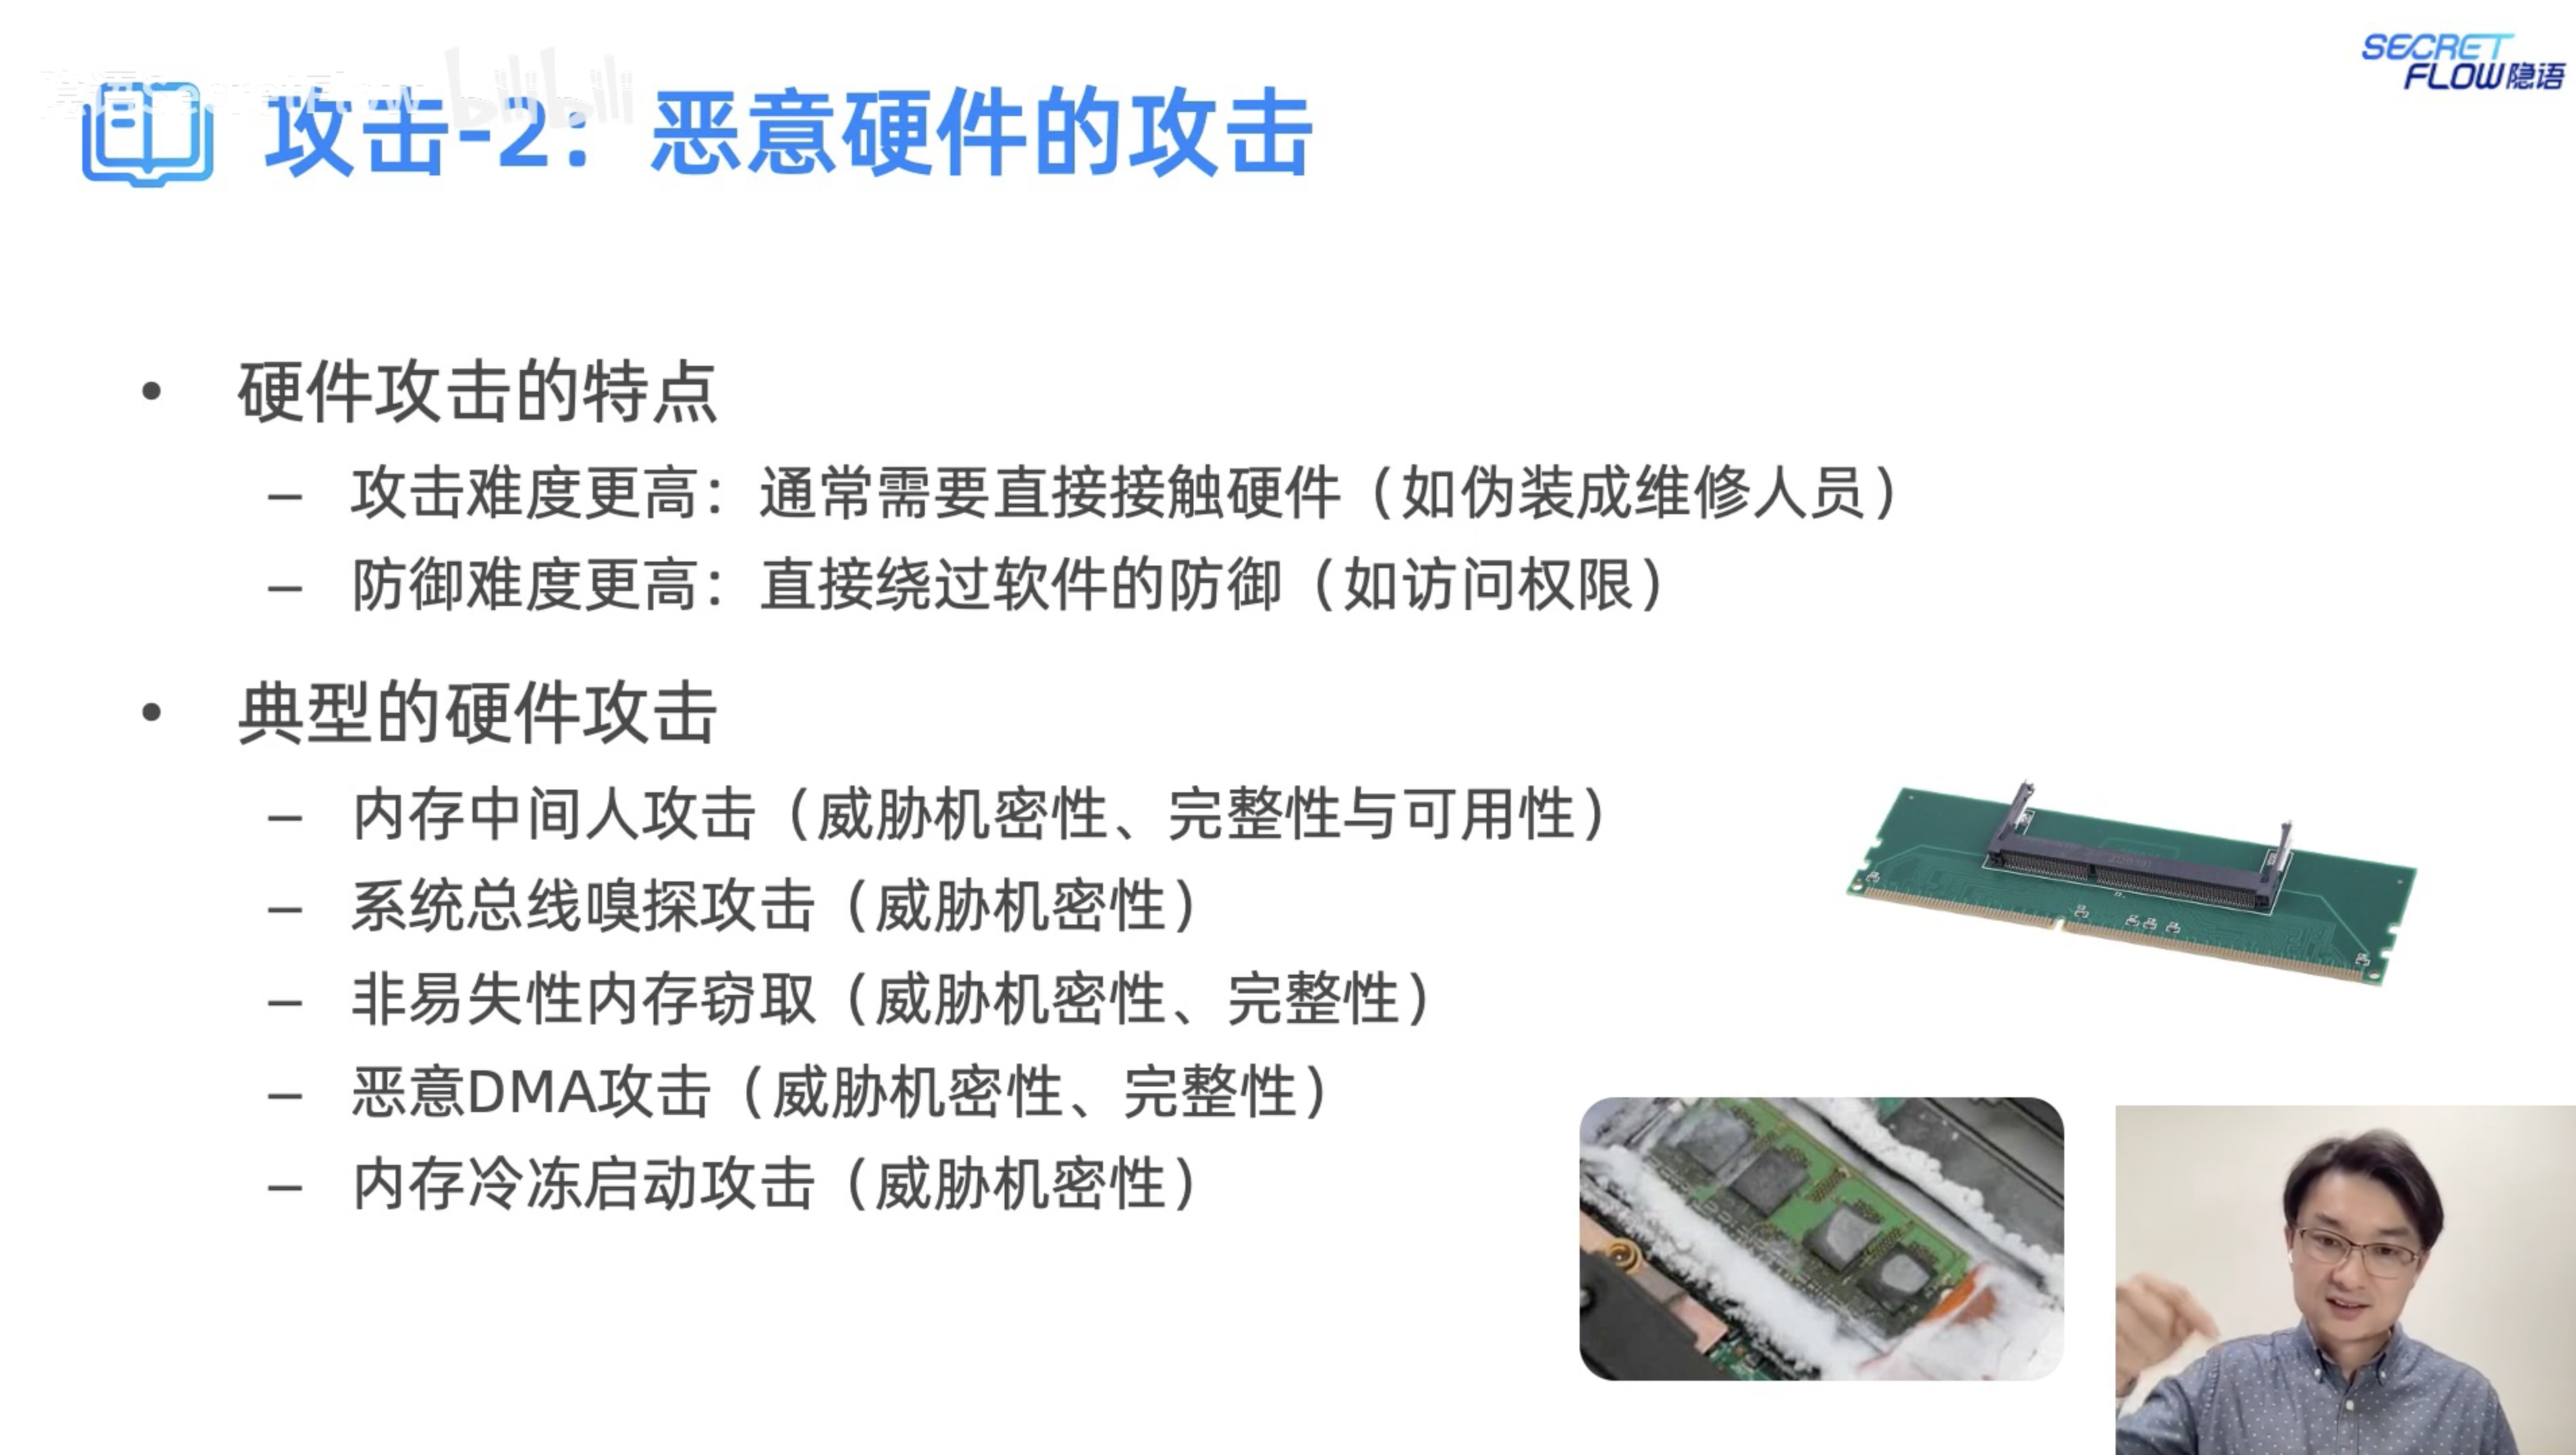 SECRET
FLOW隐语
隐语SecretFlow bilibili
攻击-2：恶意硬件的攻击
• 硬件攻击的特点
– 攻击难度更高：通常需要直接接触硬件（如伪装成维修人员）
– 防御难度更高：直接绕过软件的防御（如访问权限）
• 典型的硬件攻击
– 内存中间人攻击（威胁机密性、完整性与可用性）
– 系统总线嗅探攻击（威胁机密性）
– 非易失性内存窃取（威胁机密性、完整性）
– 恶意DMA攻击（威胁机密性、完整性）
– 内存冷冻启动攻击（威胁机密性）